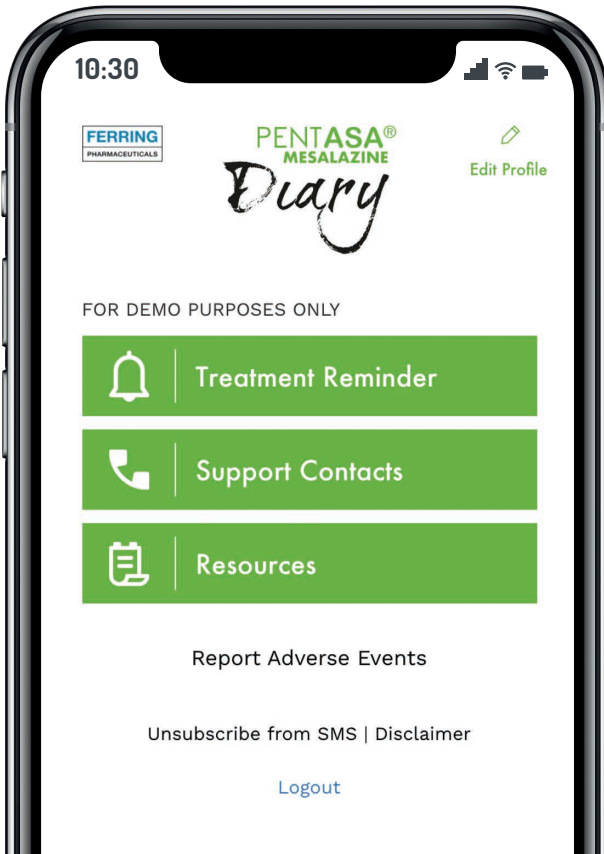 10:30
FERRING
PHARMACEUTICALS
PENTASA®
MESALAZINE
Diary
Edit Profile
FOR DEMO PURPOSES ONLY
Treatment Reminder
Support Contacts
Resources
Report Adverse Events
Unsubscribe from SMS | Disclaimer
Logout